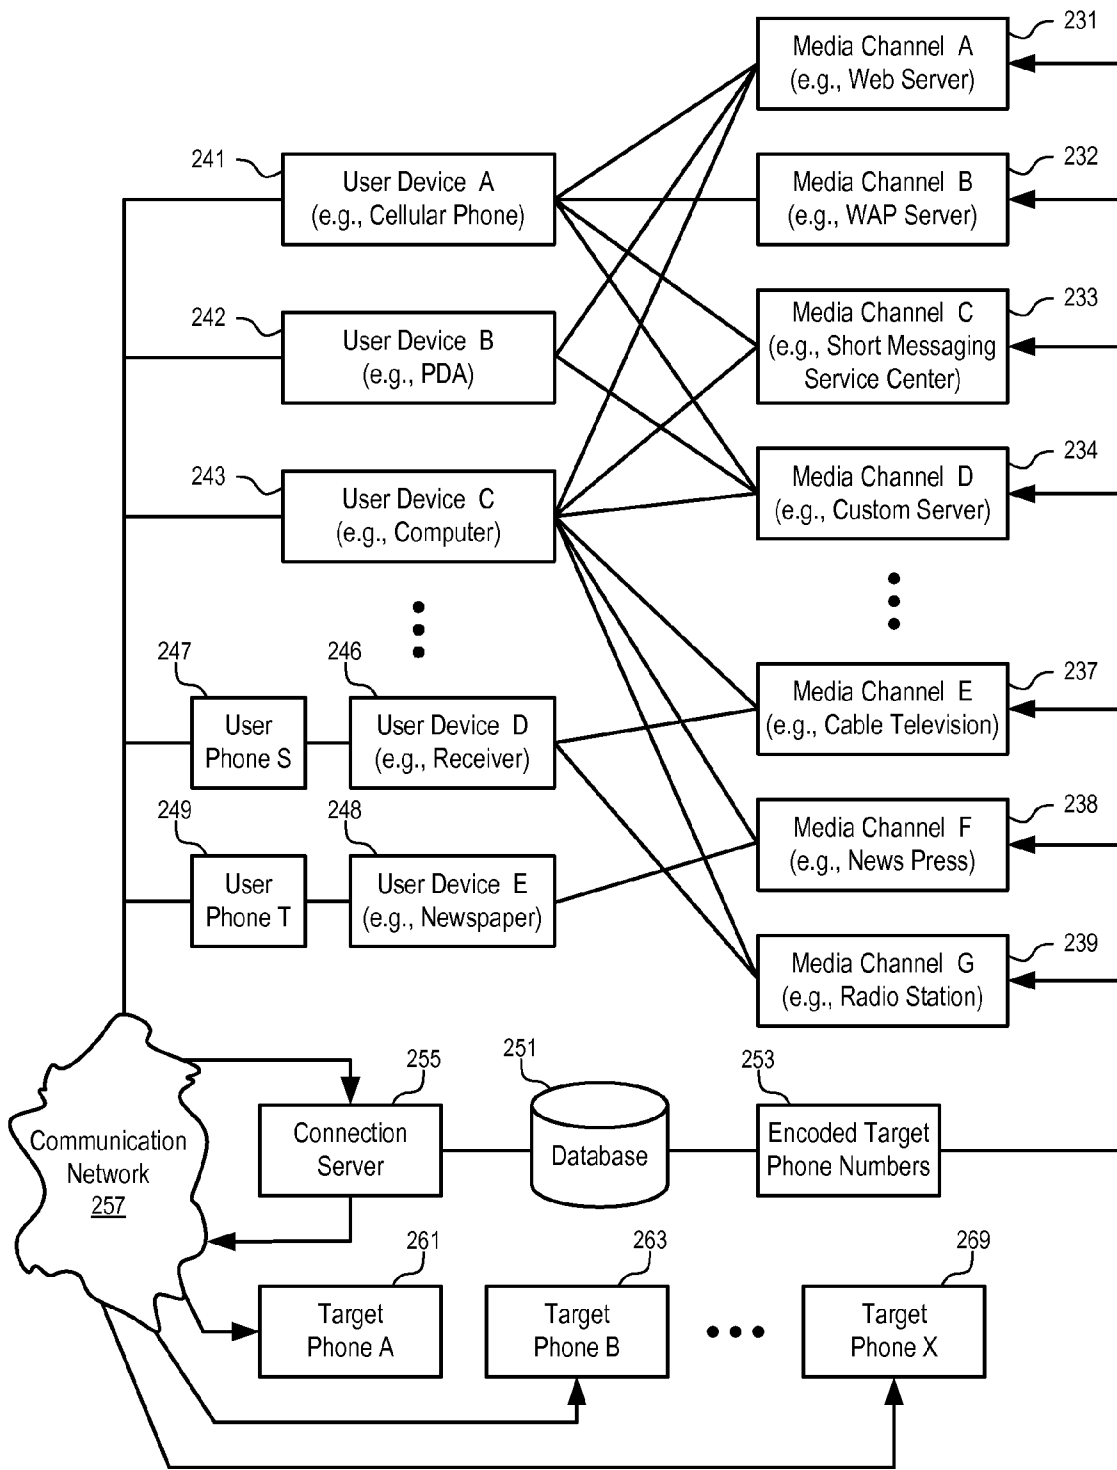 231
Media Channel A
(e.g., Web Server)
241
User Device A
(e.g., Cellular Phone)
232
Media Channel B
(e.g., WAP Server)
242
User Device B
(e.g., PDA)
233
Media Channel C
(e.g., Short Messaging
Service Center)
243
User Device C
(e.g., Computer)
234
Media Channel D
(e.g., Custom Server)
247
User
Phone S
246
User Device D
(e.g., Receiver)
237
Media Channel E
(e.g., Cable Television)
249
User
Phone T
248
User Device E
(e.g., Newspaper)
238
Media Channel F
(e.g., News Press)
239
Media Channel G
(e.g., Radio Station)
Communication
Network
257
255
Connection
Server
251
Database
253
Encoded Target
Phone Numbers
261
Target
Phone A
263
Target
Phone B
269
Target
Phone X